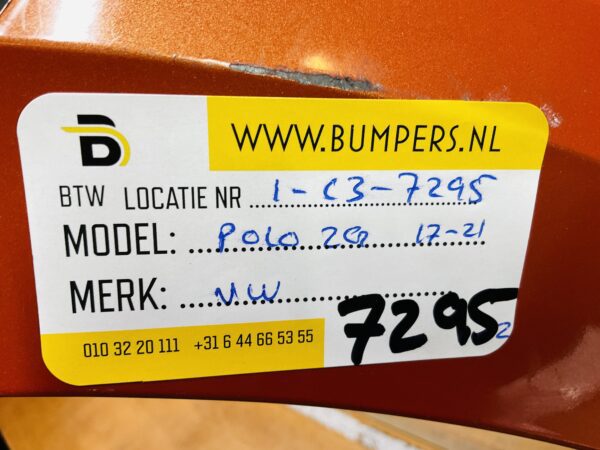 B
WWW.BUMPERS.NL
BTW LOCATIE NR 1-C3-7295
MODEL: POLO 2G 17-21
MERK: VW
010 32 20 111 +31 6 44 66 53 55
7295
2